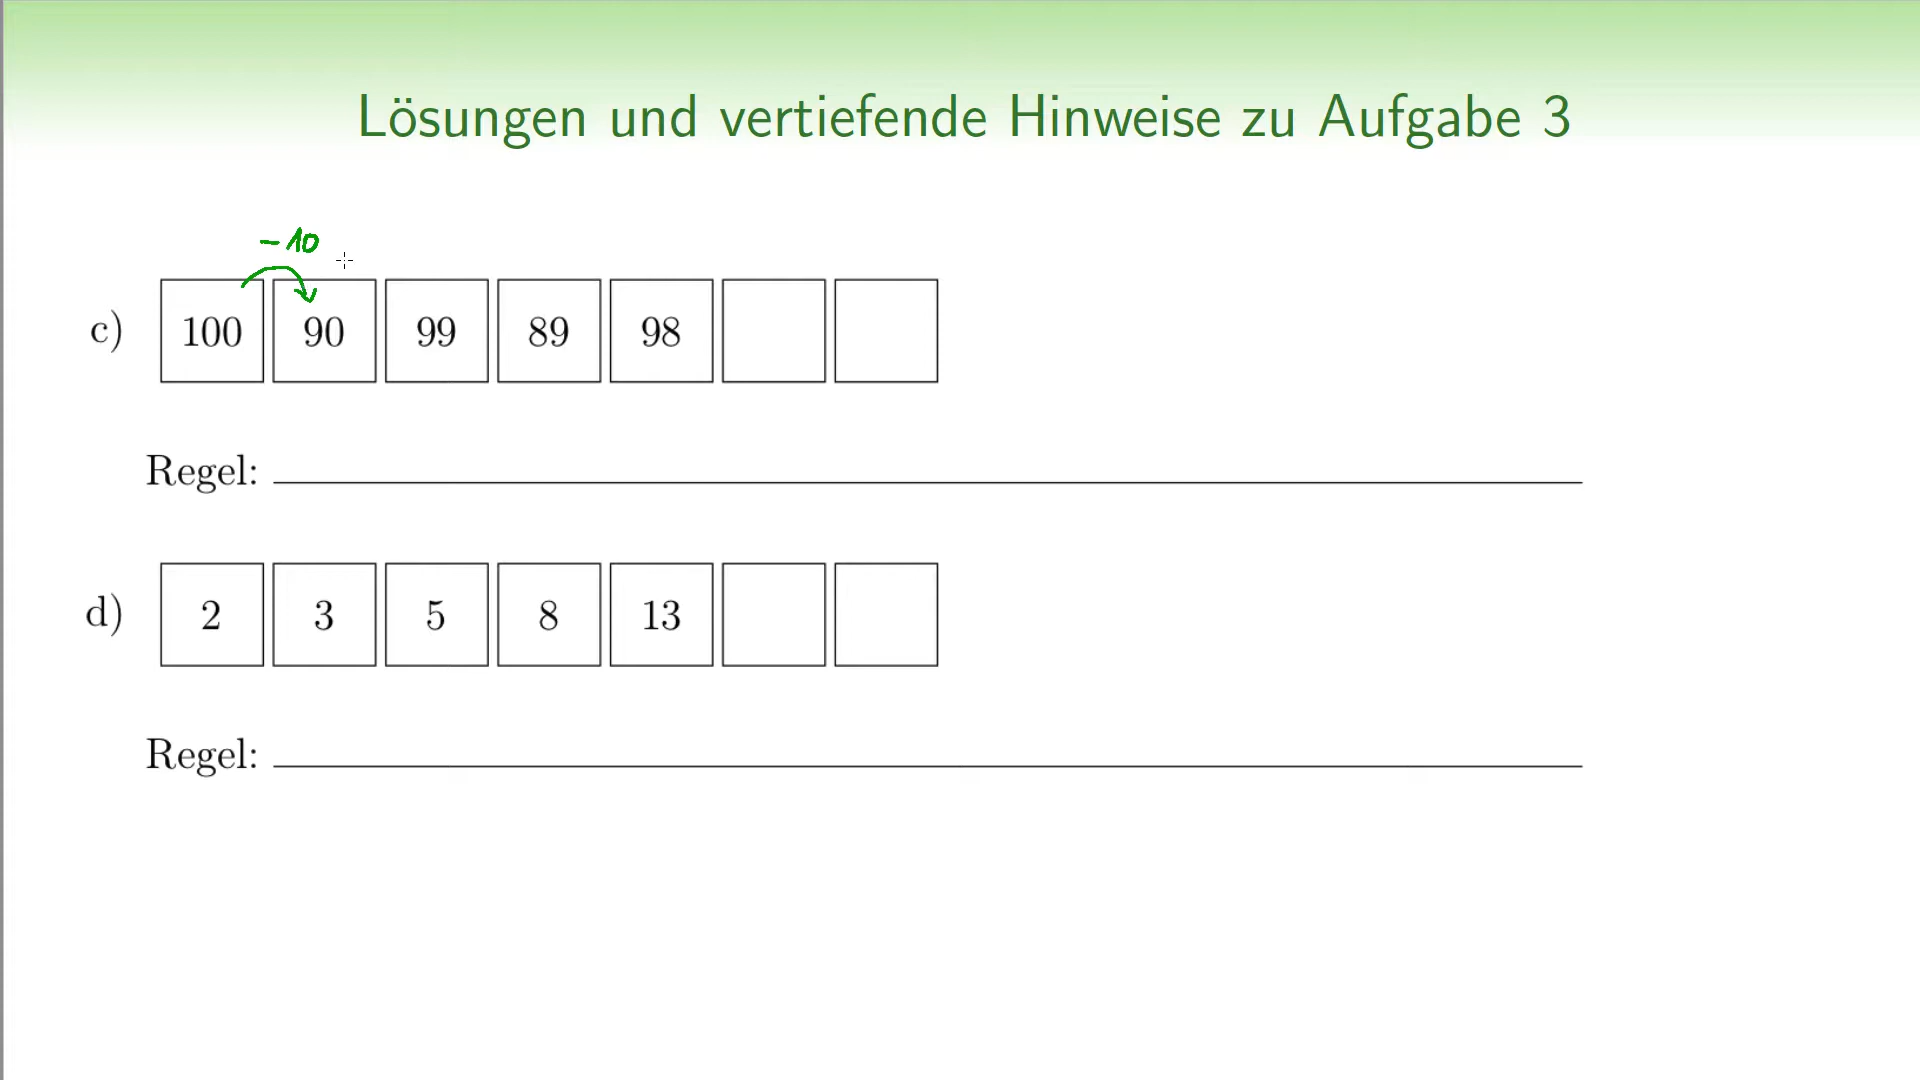 Lösungen und vertiefende Hinweise zu Aufgabe 3
−10
c) 100 90 99 89 98
Regel:
d) 2 3 5 8 13
Regel: